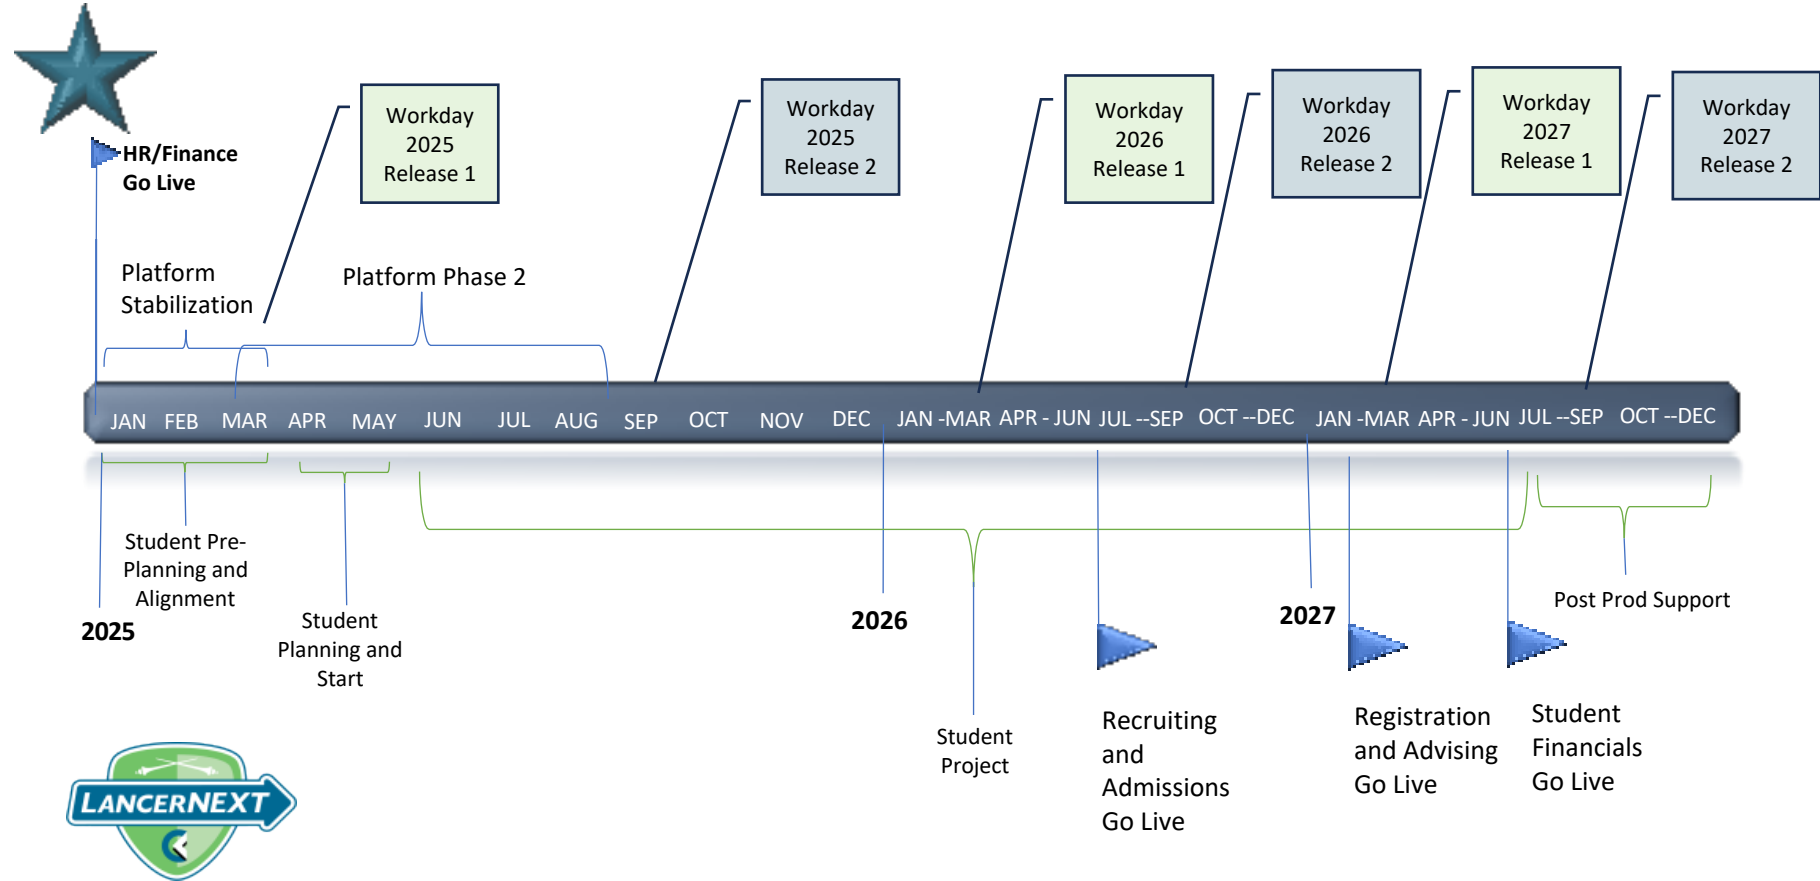 Workday
2025
Release 1
Workday
2025
Release 2
Workday
2026
Release 1
Workday
2026
Release 2
Workday
2027
Release 1
Workday
2027
Release 2
HR/Finance
Go Live
Platform
Stabilization
Platform Phase 2
JAN FEB MAR APR MAY JUN JUL AUG SEP OCT NOV DEC JAN -MAR APR - JUN JUL --SEP OCT --DEC JAN -MAR APR - JUN JUL --SEP OCT --DEC
Student Pre-
Planning and
Alignment
2025
Student
Planning and
Start
2026
2027
Post Prod Support
Student
Project
Recruiting
and
Admissions
Go Live
Registration
and Advising
Go Live
Student
Financials
Go Live
LANCERNEXT